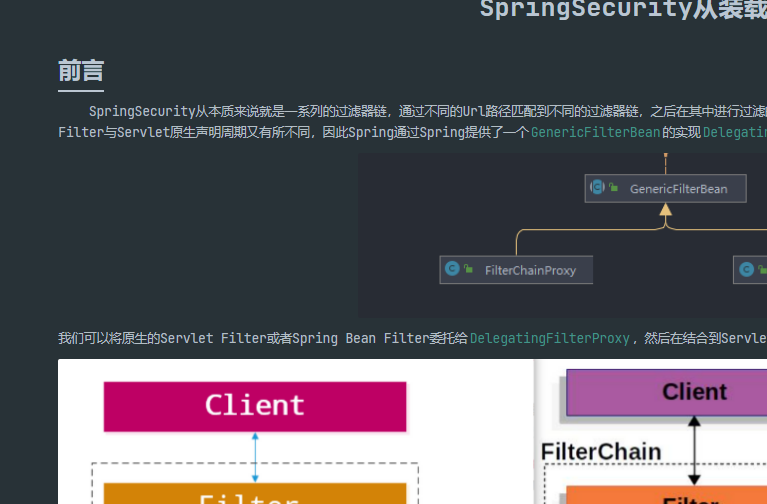 SpringSecurity从装载
前言
SpringSecurity从本质来说就是一系列的过滤器链，通过不同的Url路径匹配到不同的过滤器链，之后在其中进行过滤
Filter与Servlet原生声明周期又有所不同，因此Spring通过Spring提供了一个GenericFilterBean的实现Delegatin
GenericFilterBean
FilterChainProxy
我们可以将原生的Servlet Filter或者Spring Bean Filter委托给DelegatingFilterProxy，然后在结合到Servle
Client
Client
FilterChain
Filter
Filter